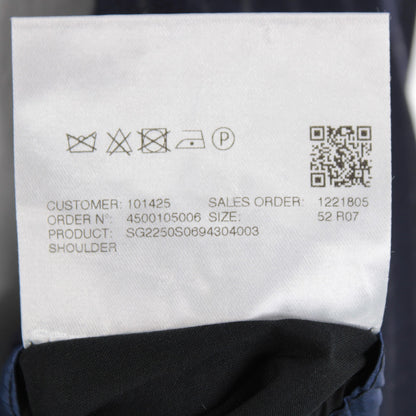 P
CUSTOMER: 101425 SALES ORDER: 1221805
ORDER N°: 4500105006 SIZE: 52 R07
PRODUCT: SG2250S0694304003
SHOULDER